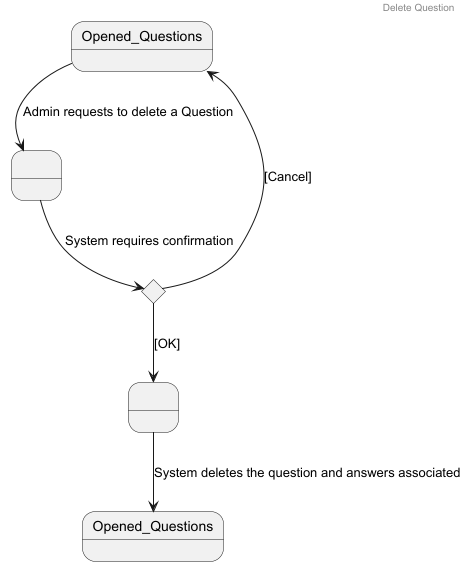 Delete Question
Opened_Questions
Admin requests to delete a Question
[Cancel]
System requires confirmation
[OK]
System deletes the question and answers associated
Opened_Questions